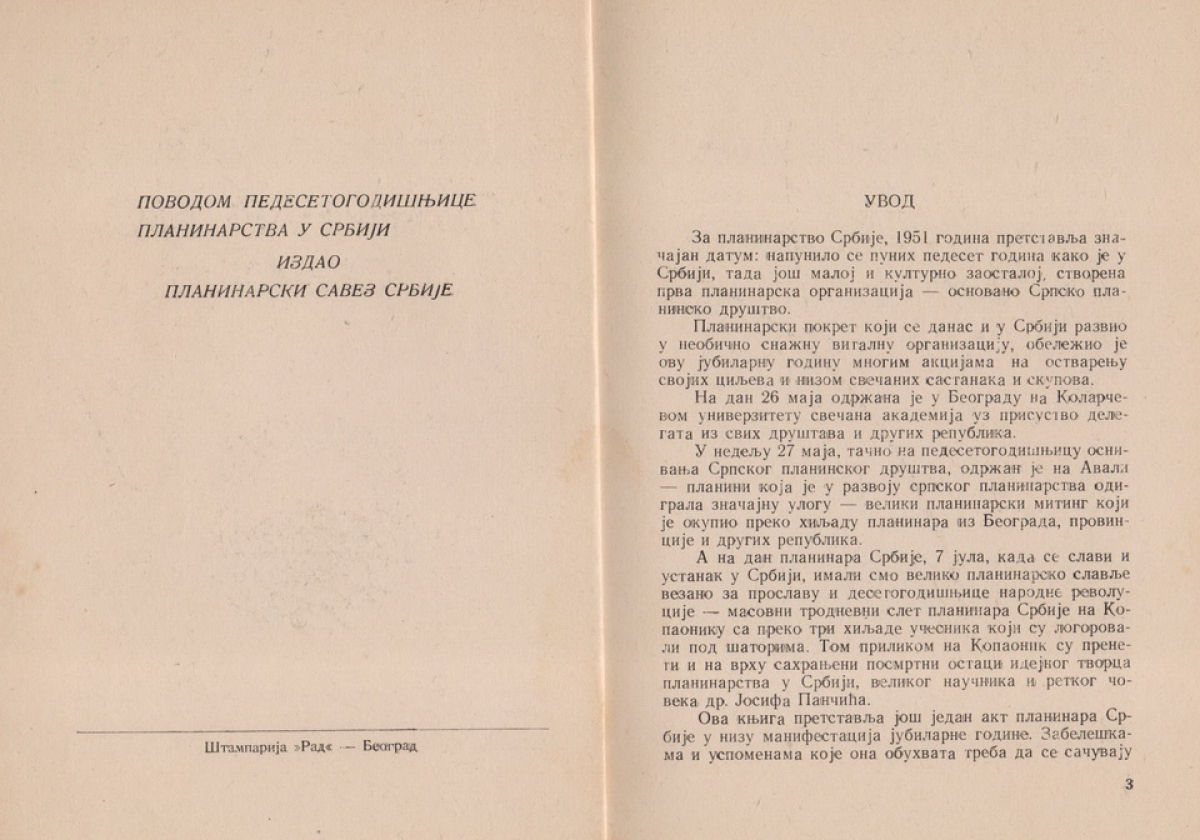 ПОВОДОМ ПЕДЕСЕТОГОДИШЊИЦЕ
ПЛАНИНАРСТВА У СРБИЈИ
ИЗДАО
ПЛАНИНАРСКИ САВЕЗ СРБИЈЕ
Штампарија »Рад« — Београд
УВОД
За планинарство Србије, 1951 година претставља зна-
чајан датум: напунило се пуних педесет година како је у
Србији, тада још малој и културно заосталој, створена
прва планинарска организација — основано Српско пла-
нинско друштво.
Планинарски покрет који се данас и у Србији развио
у необично снажну виталну организацију, обележио је
ову јубиларну годину многим акцијама на остварењу
својих циљева и низом свечаних састанака и скупова.
На дан 26 маја одржана је у Београду на Коларче-
вом универзитету свечана академија уз присуство деле-
гата из свих друштава и других република.
У недељу 27 маја, тачно на педесетогодишњицу осни-
вања Српског планинског друштва, одржан је на Авали
— планини која је у развоју српског планинарства оди-
грала значајну улогу — велики планинарски митинг који
је окупио преко хиљаду планинара из Београда, провин-
ције и других република.
А на дан планинара Србије, 7 јула, када се слави и
устанак у Србији, имали смо велико планинарско славље
везано за прославу и десетогодишњице народне револу-
ције — масовни тродневни слет планинара Србије на Ко-
паонику са преко три хиљаде учесника који су логорова-
ли под шаторима. Том приликом на Копаоник су прене-
ти и на врху сахрањени посмртни остаци идејног творца
планинарства у Србији, великог научника и ретког чо-
века др. Јосифа Панчића.
Ова књига претставља још један акт планинара Ср-
бије у низу манифестација јубиларне године. Забелешка-
ма и успоменама које она обухвата треба да се сачувају
3